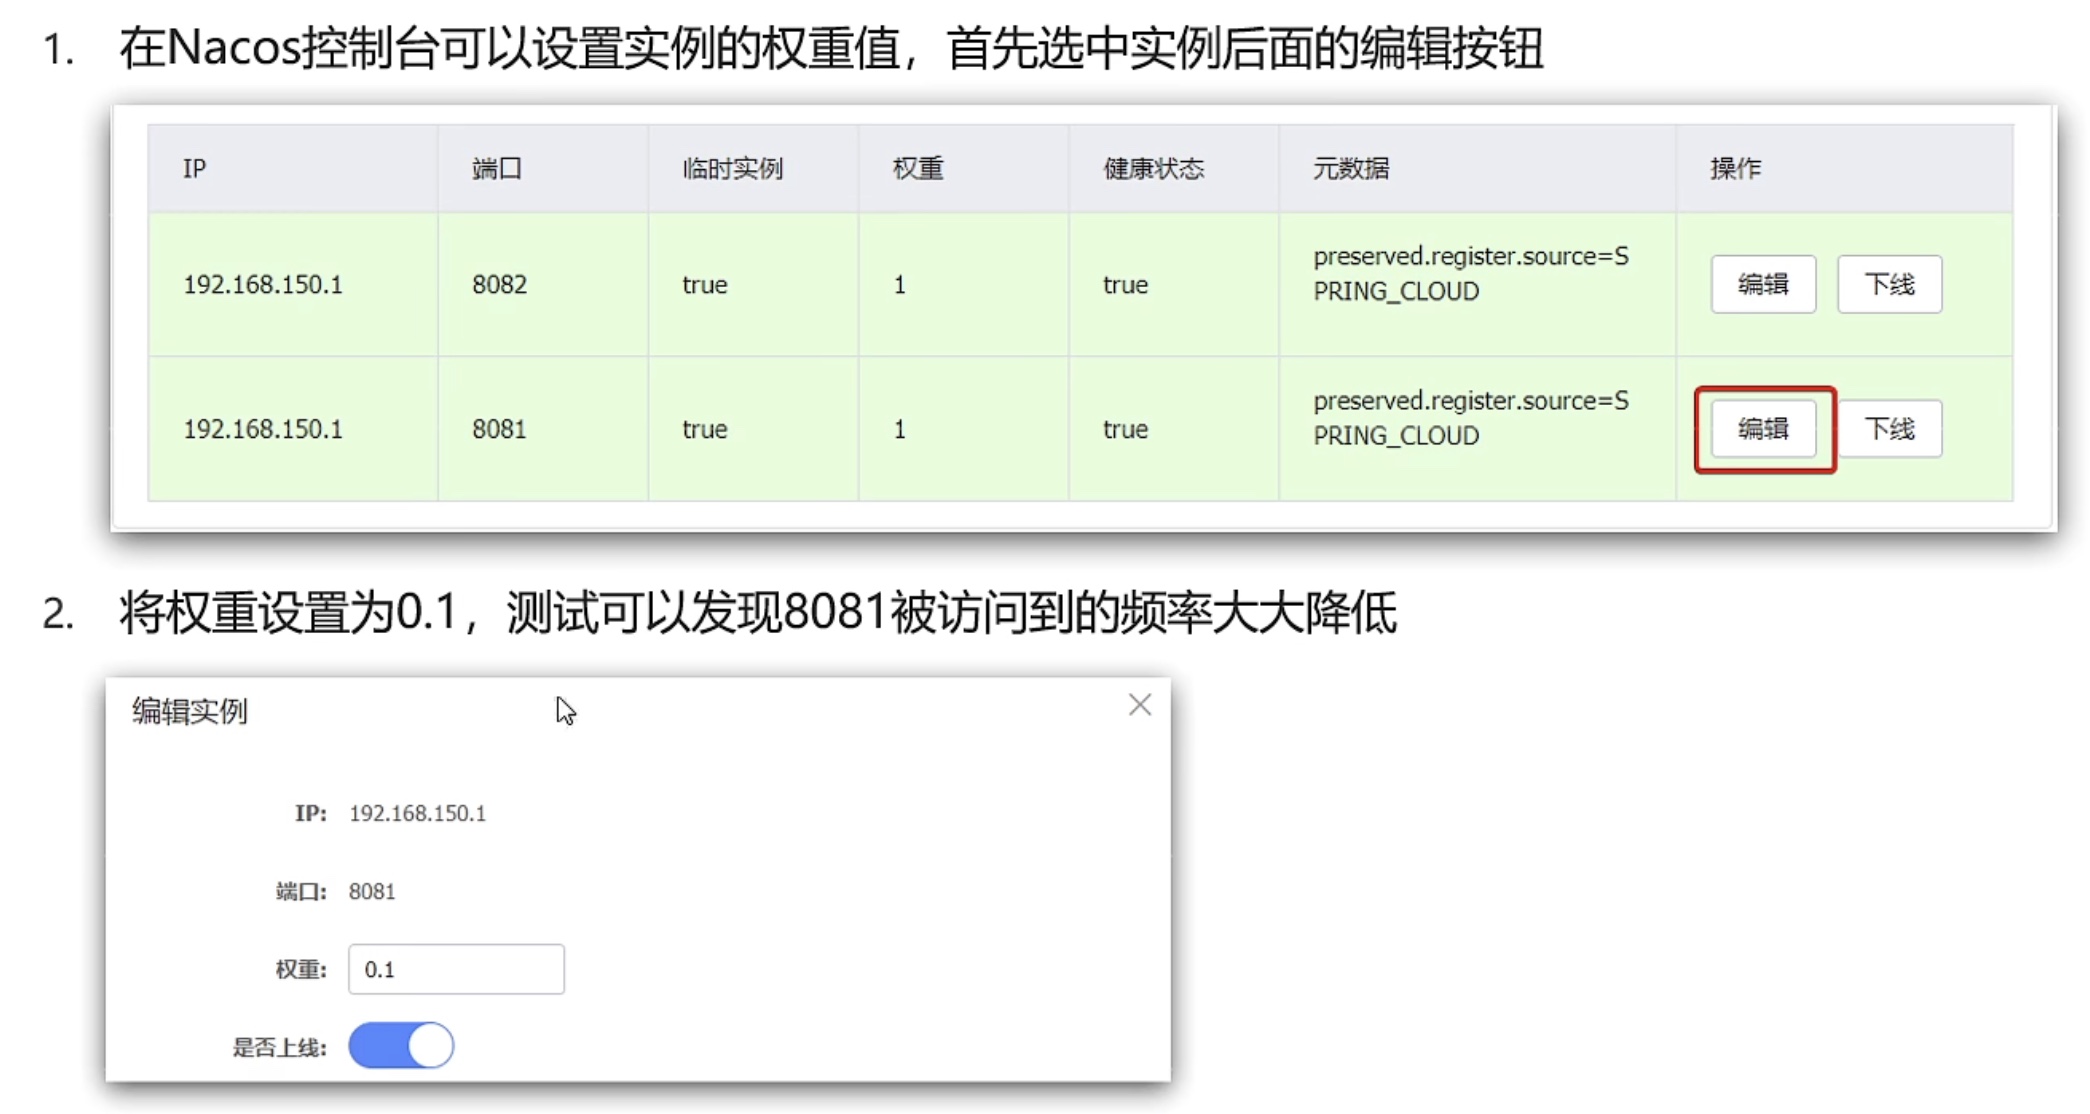 1. 在Nacos控制台可以设置实例的权重值，首先选中实例后面的编辑按钮
IP 端口 临时实例 权重 健康状态 元数据 操作
192.168.150.1 8082 true 1 true preserved.register.source=S
PRING_CLOUD 编辑 下线
192.168.150.1 8081 true 1 true preserved.register.source=S
PRING_CLOUD 编辑 下线
2. 将权重设置为0.1，测试可以发现8081被访问到的频率大大降低
编辑实例
IP: 192.168.150.1
端口: 8081
权重: 0.1
是否上线: